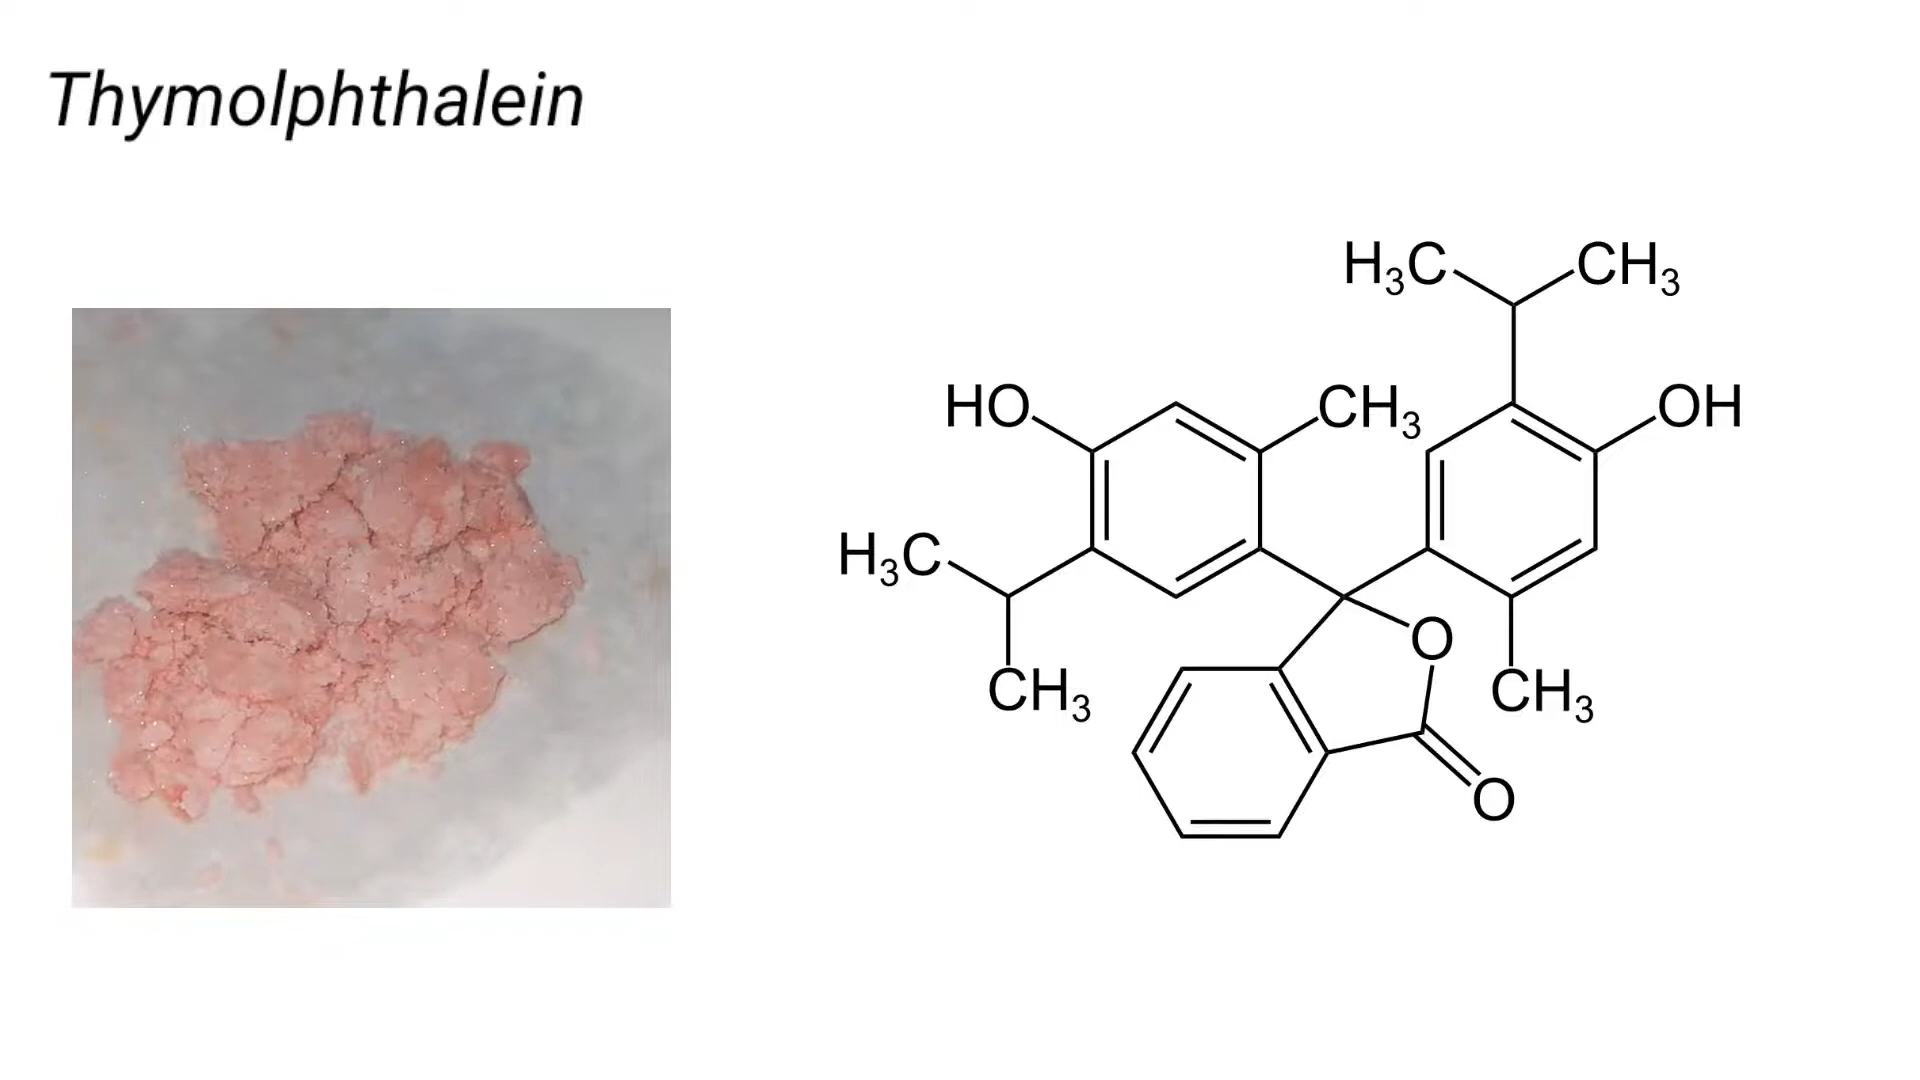 Thymolphthalein
H₃C CH₃
HO CH₃ OH
H₃C
O
CH₃ CH₃
O